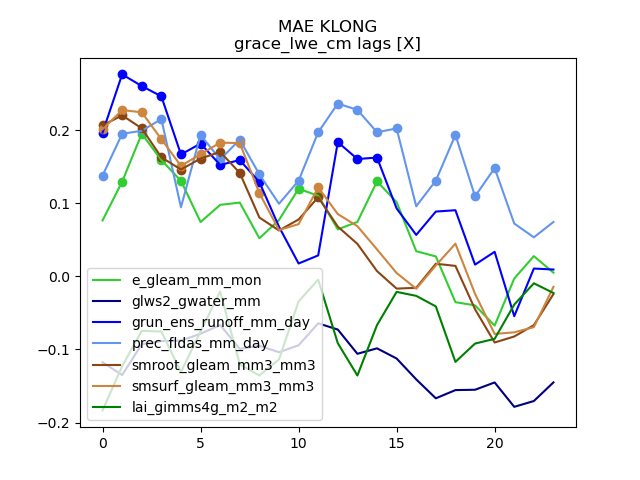 MAE KLONG
grace_lwe_cm lags [X]
0.2
0.1
0.0
−0.1
−0.2
e_gleam_mm_mon
glws2_gwater_mm
grun_ens_runoff_mm_day
prec_fldas_mm_day
smroot_gleam_mm3_mm3
smsurf_gleam_mm3_mm3
lai_gimms4g_m2_m2
0 5 10 15 20